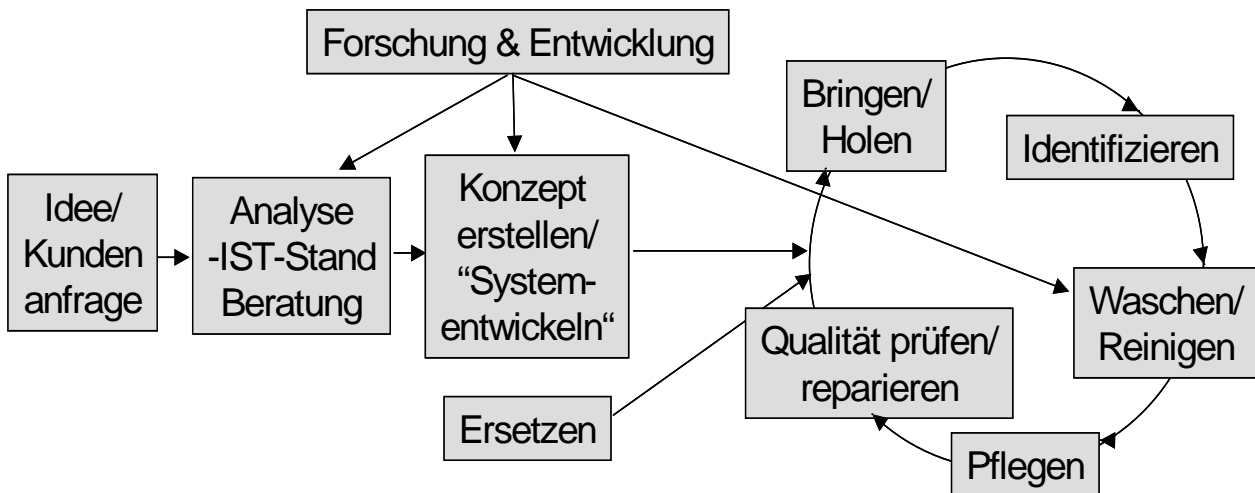 Forschung & Entwicklung
Idee/
Kunden
anfrage
Analyse
-IST-Stand
Beratung
Konzept
erstellen/
“System-
entwickeln“
Ersetzen
Bringen/
Holen
Identifizieren
Waschen/
Reinigen
Pflegen
Qualität prüfen/
reparieren